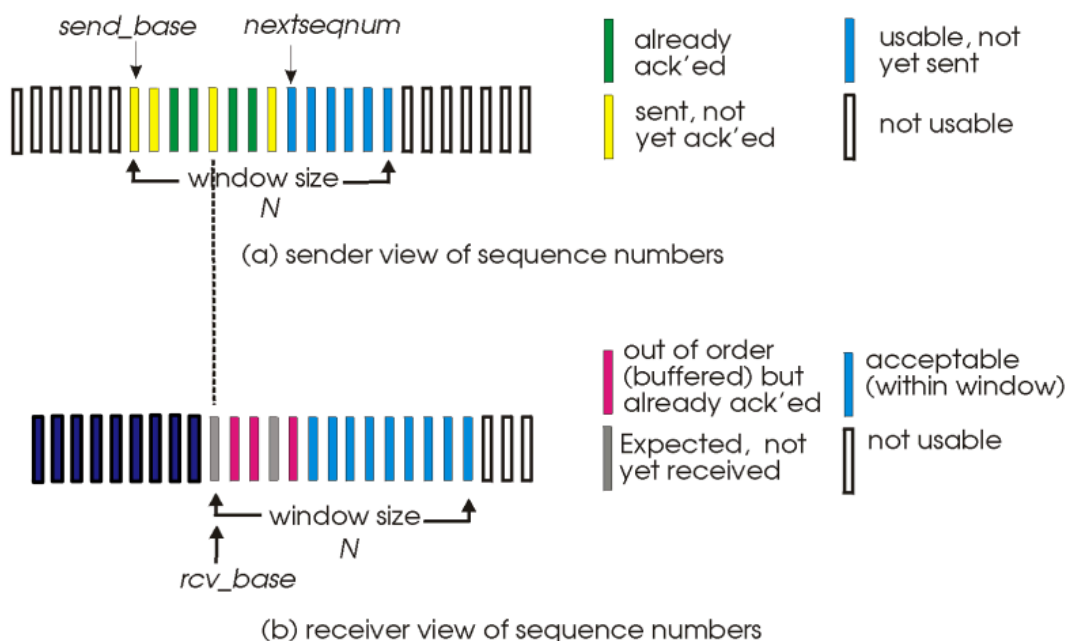 send_base
nextseqnum
already
ack'ed
usable, not
yet sent
sent, not
yet ack'ed
not usable
window size
N
(a) sender view of sequence numbers
out of order
(buffered) but
already ack'ed
acceptable
(within window)
Expected, not
yet received
not usable
window size
N
rcv_base
(b) receiver view of sequence numbers